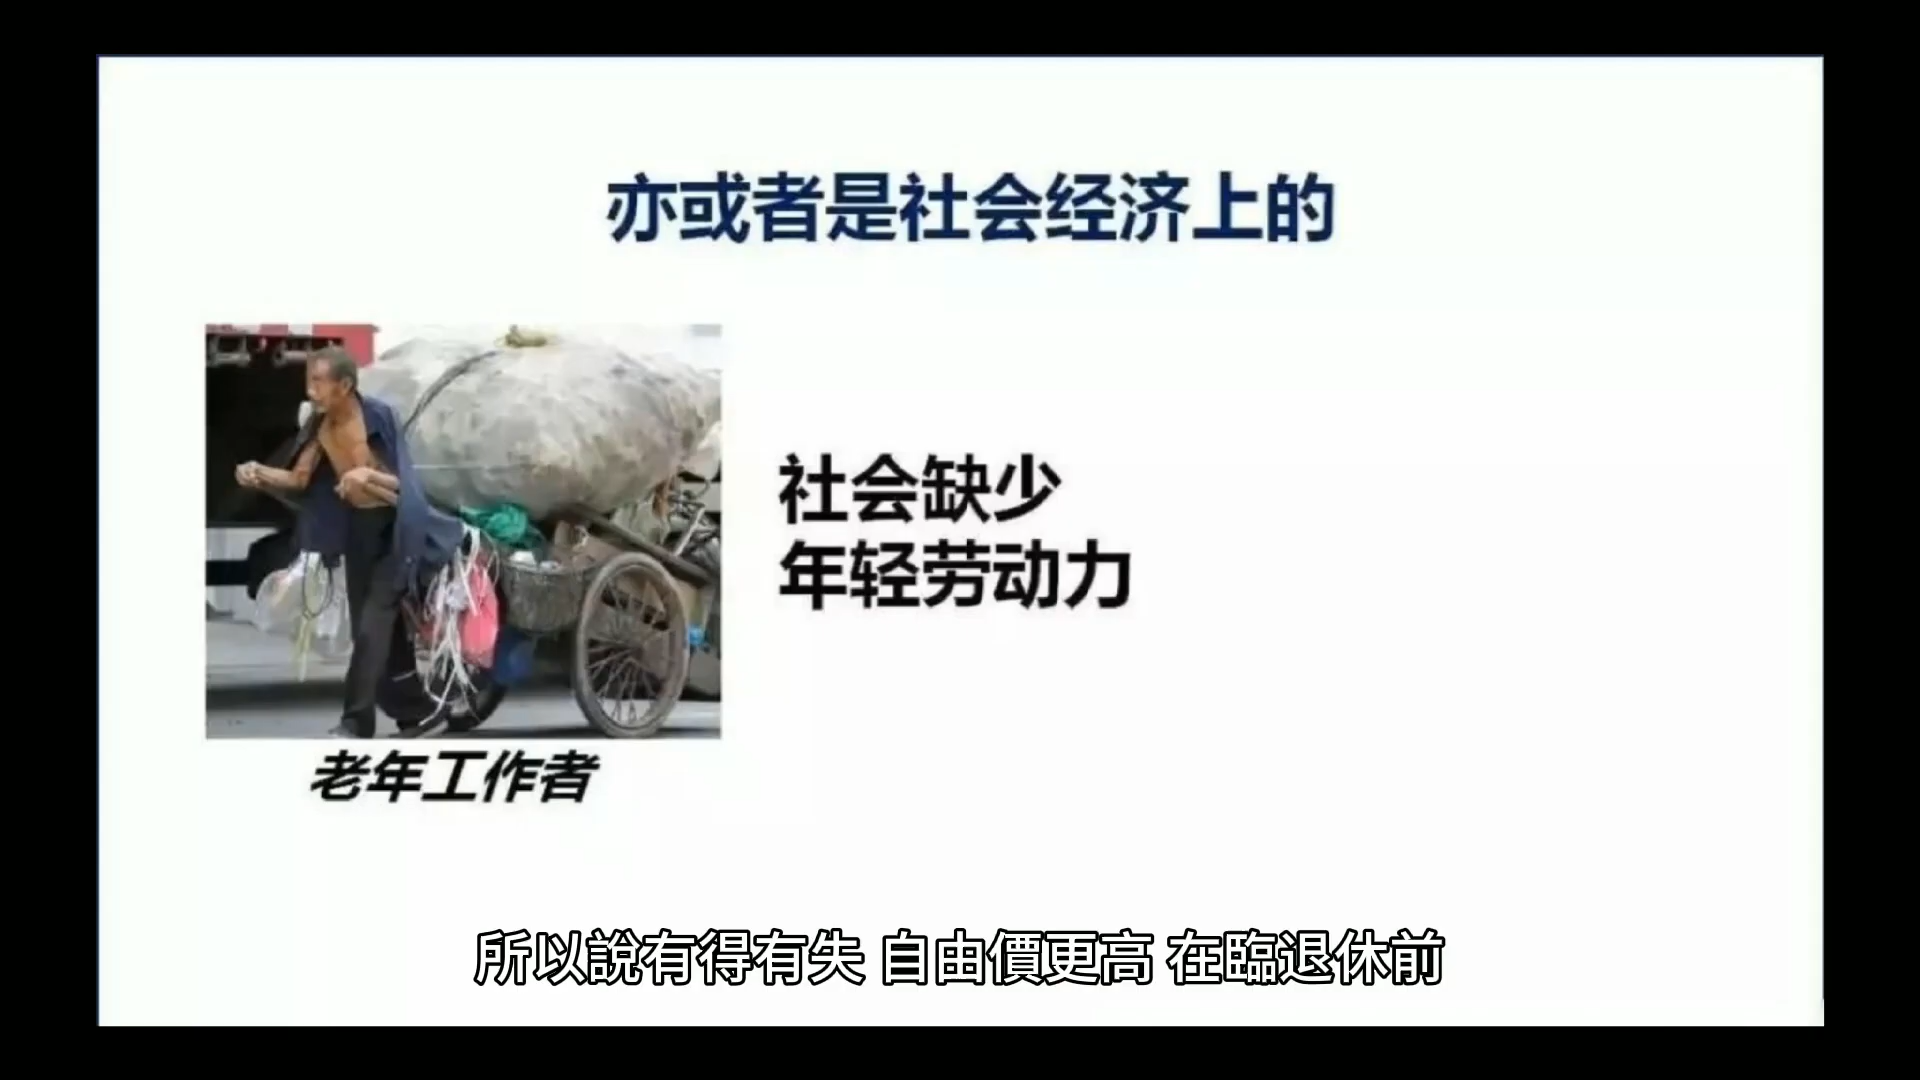 亦或者是社会经济上的
社会缺少
年轻劳动力
老年工作者
所以說有得有失 自由價更高 在臨退休前